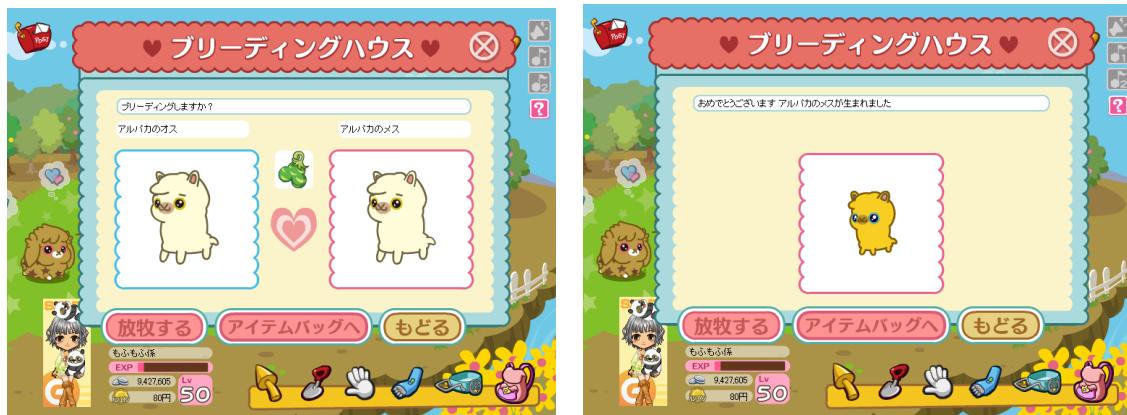 POST
ブリーディングハウス
ブリーディングしますか？
アルパカのオス
アルパカのメス
放牧する
アイテムバッグへ
もどる
もふもふ係
EXP
9,427,605
Lv
80円
50
1
2
?
POST
ブリーディングハウス
おめでとうございます アルパカのメスが生まれました
放牧する
アイテムバッグへ
もどる
もふもふ係
EXP
9,427,605
Lv
80円
50
1
2
?